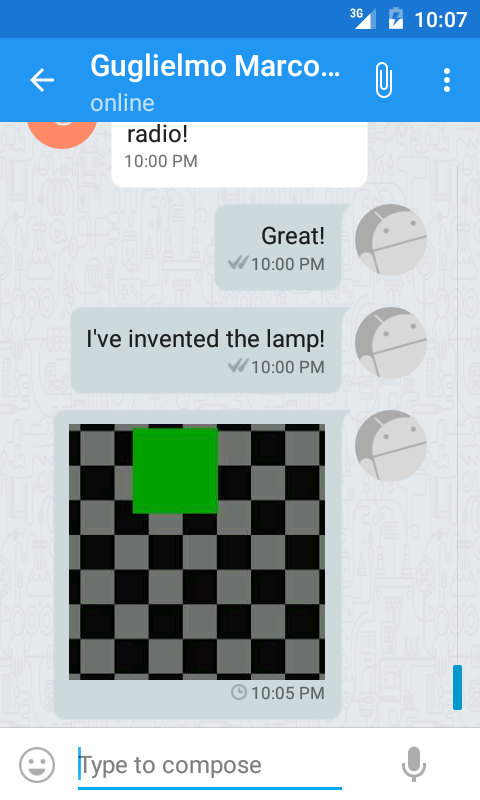 3G 10:07
Guglielmo Marco...
online
radio!
10:00 PM
Great!
10:00 PM
I've invented the lamp!
10:00 PM
10:05 PM
Type to compose